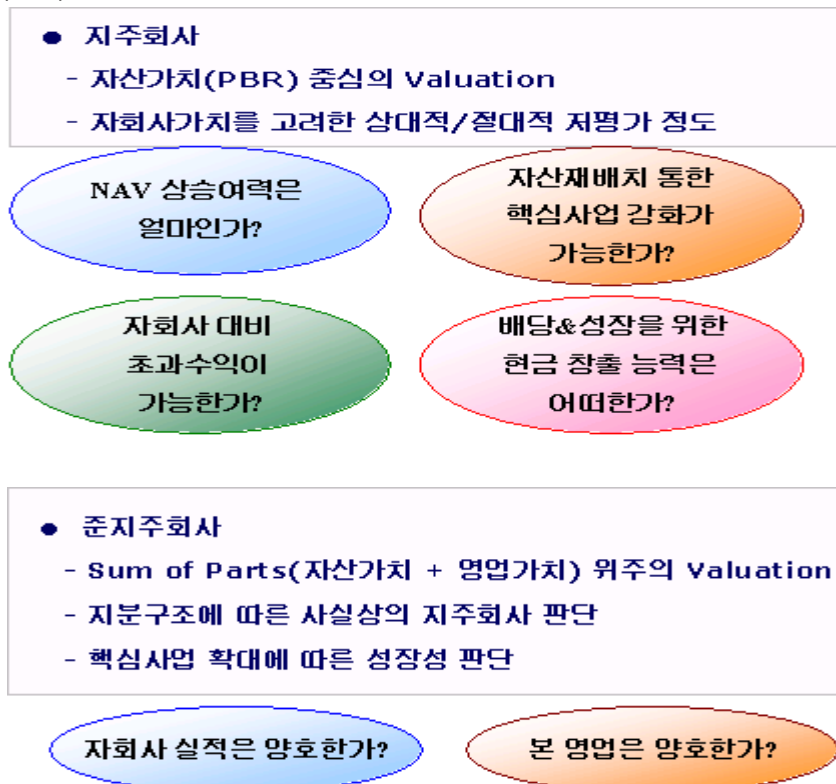 ● 지주회사
- 자산가치(PBR) 중심의 Valuation
- 자회사가치를 고려한 상대적/절대적 저평가 정도
NAV 상승여력은
얼마인가?
자산재배치 통한
핵심사업 강화가
가능한가?
자회사 대비
초과수익이
가능한가?
배당&성장을 위한
현금 창출 능력은
어떠한가?
● 준지주회사
- Sum of Parts(자산가치 + 영업가치) 위주의 Valuation
- 지분구조에 따른 사실상의 지주회사 판단
- 핵심사업 확대에 따른 성장성 판단
자회사 실적은 양호한가?
본 영업은 양호한가?